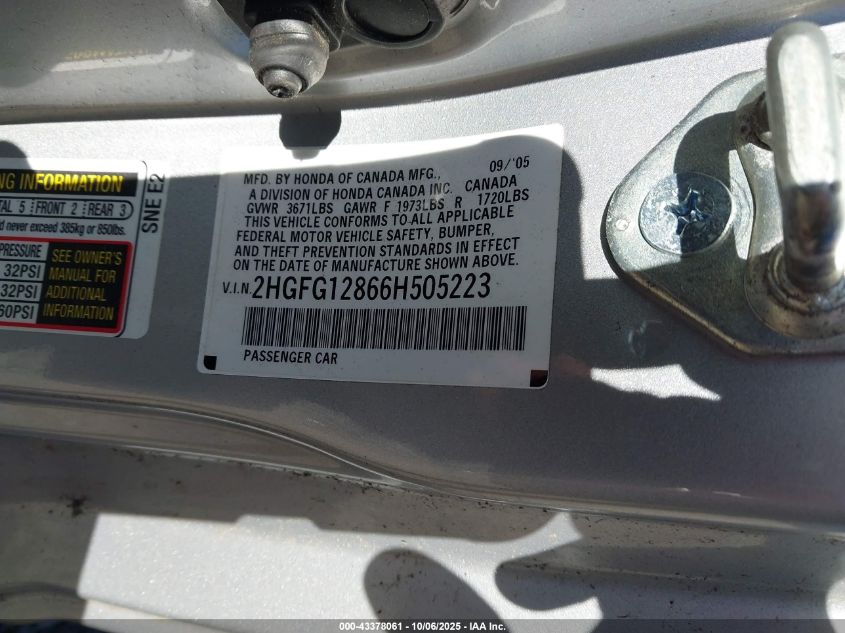 NG INFORMATION
TAL 5 FRONT 2 REAR 3
d never exceed 385kg or 850lbs.
PRESSURE
32PSI
32PSI
60PSI
SEE OWNER'S
MANUAL FOR
ADDITIONAL
INFORMATION
SNE E2
MFD. BY HONDA OF CANADA MFG., 09/'05
A DIVISION OF HONDA CANADA INC. CANADA
GVWR 3671LBS GAWR F 1973LBS R 1720LBS
THIS VEHICLE CONFORMS TO ALL APPLICABLE
FEDERAL MOTOR VEHICLE SAFETY, BUMPER,
AND THEFT PREVENTION STANDARDS IN EFFECT
ON THE DATE OF MANUFACTURE SHOWN ABOVE.
V.I.N. 2HGFG12866H505223
PASSENGER CAR
000-43378061 - 10/06/2025 - IAA Inc.